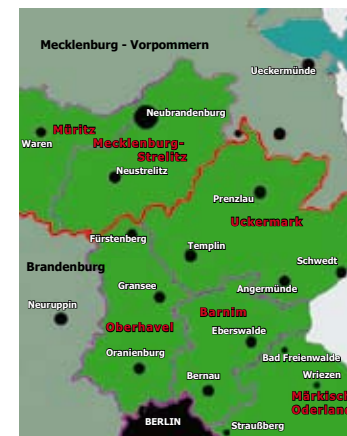 Mecklenburg - Vorpommern
Ueckermünde
Neubrandenburg
Müritz
Waren
Mecklenburg-
Strelitz
Neustrelitz
Prenzlau
Uckermark
Fürstenberg
Templin
Schwedt
Brandenburg
Gransee
Angermünde
Neuruppin
Barnim
Oberhavel
Eberswalde
Oranienburg
Bad Freienwalde
Bernau
Wriezen
Märkisch
Oderland
BERLIN
Straußberg